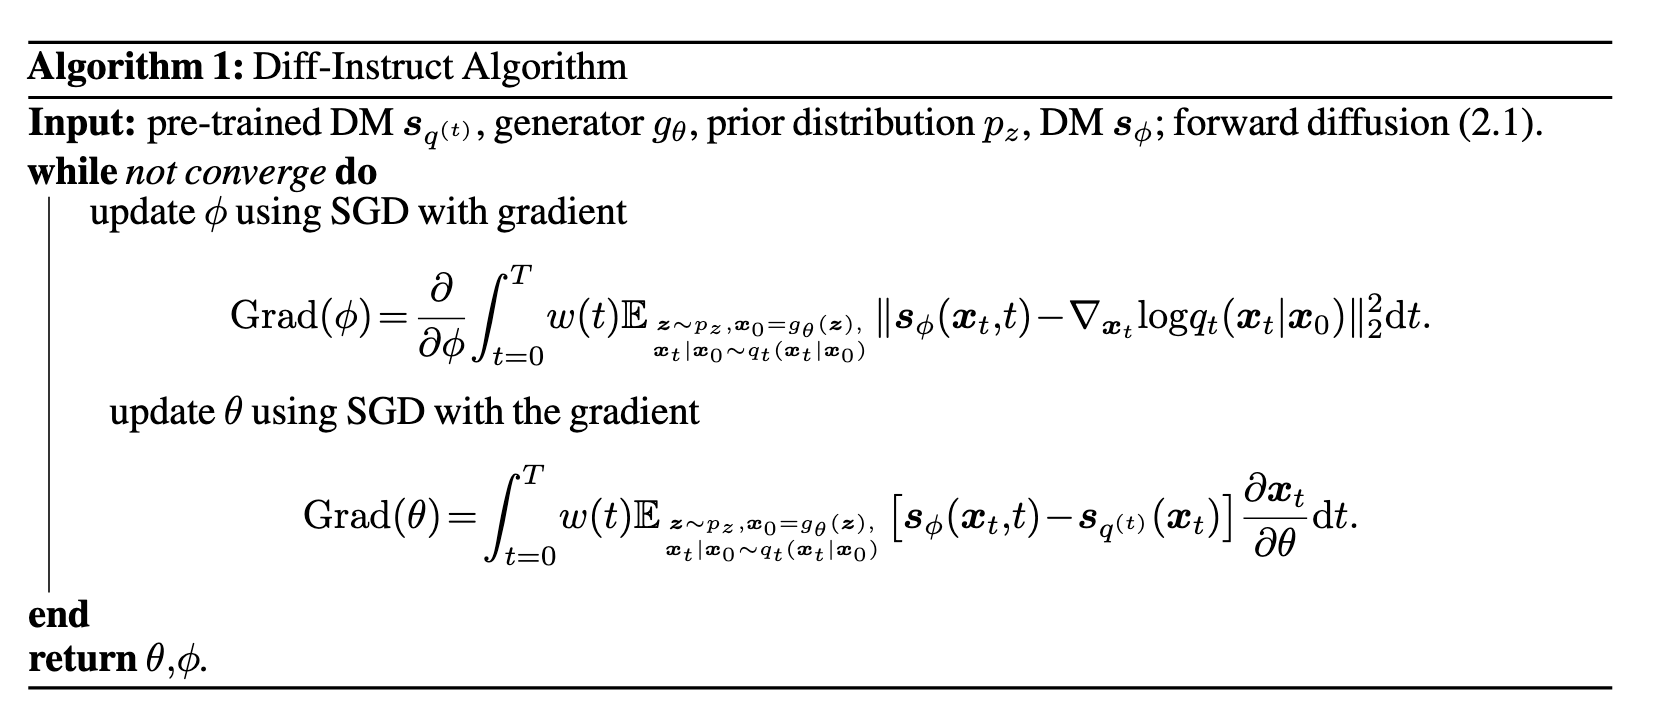 Algorithm 1: Diff-Instruct Algorithm
Input: pre-trained DM $\boldsymbol{s}_{q^{(t)}}$, generator $g_\theta$, prior distribution $p_z$, DM $\boldsymbol{s}_\phi$; forward diffusion (2.1).
while not converge do
update $\phi$ using SGD with gradient
$\mathrm{Grad}(\phi) = \frac{\partial}{\partial \phi} \int_{t=0}^{T} w(t) \mathbb{E}_{\substack{\boldsymbol{z} \sim p_z, \boldsymbol{x}_0 = g_\theta(\boldsymbol{z}), \\ \boldsymbol{x}_t | \boldsymbol{x}_0 \sim q_t(\boldsymbol{x}_t | \boldsymbol{x}_0)}} \| \boldsymbol{s}_\phi(\boldsymbol{x}_t, t) - \nabla_{\boldsymbol{x}_t} \log q_t(\boldsymbol{x}_t | \boldsymbol{x}_0) \|_2^2 \mathrm{d}t.$
update $\theta$ using SGD with the gradient
$\mathrm{Grad}(\theta) = \int_{t=0}^{T} w(t) \mathbb{E}_{\substack{\boldsymbol{z} \sim p_z, \boldsymbol{x}_0 = g_\theta(\boldsymbol{z}), \\ \boldsymbol{x}_t | \boldsymbol{x}_0 \sim q_t(\boldsymbol{x}_t | \boldsymbol{x}_0)}} [ \boldsymbol{s}_\phi(\boldsymbol{x}_t, t) - \boldsymbol{s}_{q^{(t)}}(\boldsymbol{x}_t) ] \frac{\partial \boldsymbol{x}_t}{\partial \theta} \mathrm{d}t.$
end
return $\theta, \phi$.